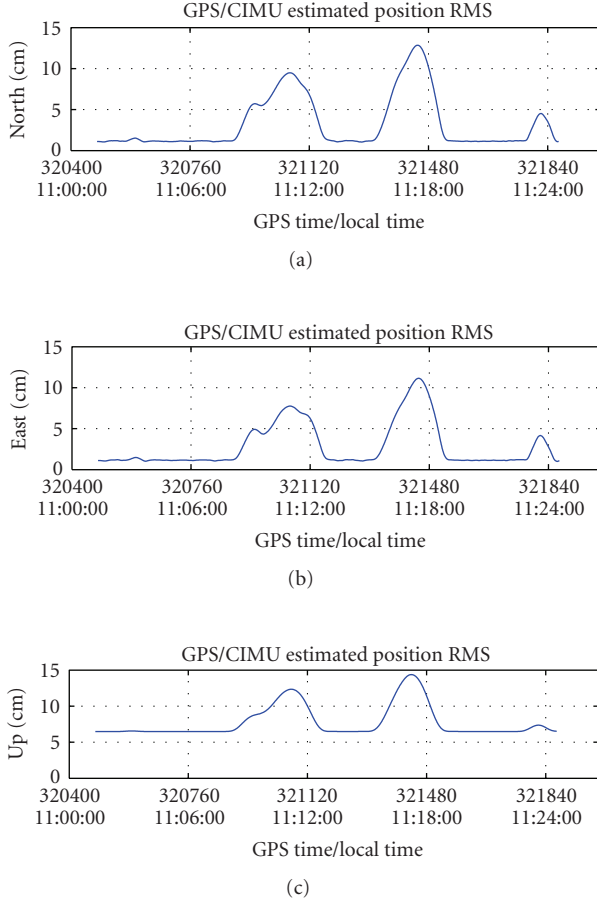 GPS/CIMU estimated position RMS
15
10
5
0
North (cm)
320400 320760 321120 321480 321840
11:00:00 11:06:00 11:12:00 11:18:00 11:24:00
GPS time/local time
(a)
GPS/CIMU estimated position RMS
15
10
5
0
East (cm)
320400 320760 321120 321480 321840
11:00:00 11:06:00 11:12:00 11:18:00 11:24:00
GPS time/local time
(b)
GPS/CIMU estimated position RMS
15
10
5
0
Up (cm)
320400 320760 321120 321480 321840
11:00:00 11:06:00 11:12:00 11:18:00 11:24:00
GPS time/local time
(c)